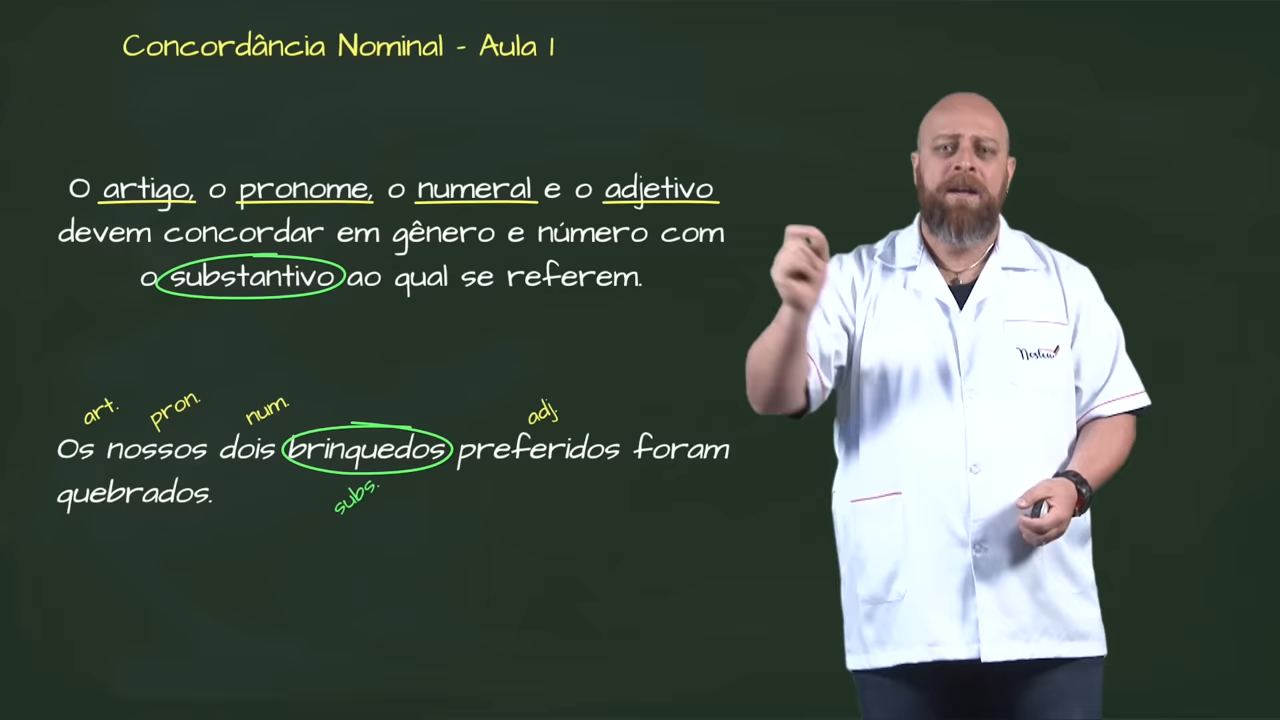 Concordância Nominal - Aula 1
O artigo, o pronome, o numeral e o adjetivo
devem concordar em gênero e número com
o substantivo ao qual se referem.
art. pron. num. adj.
Os nossos dois brinquedos preferidos foram
subs.
quebrados.